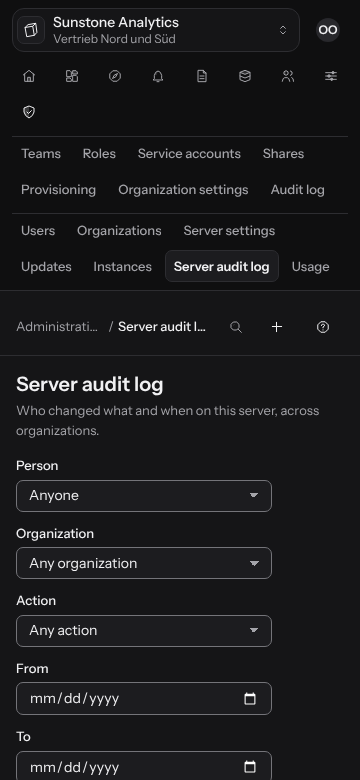 Sunstone Analytics
Vertrieb Nord und Süd
OO
Teams Roles Service accounts Shares
Provisioning Organization settings Audit log
Users Organizations Server settings
Updates Instances Server audit log Usage
Administrati... / Server audit l...
Server audit log
Who changed what and when on this server, across
organizations.
Person
Anyone
Organization
Any organization
Action
Any action
From
mm/dd/yyyy
To
mm/dd/yyyy